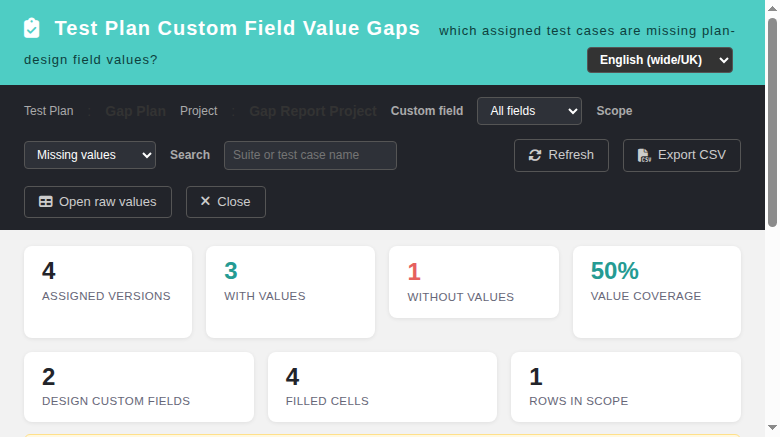 Test Plan Custom Field Value Gaps which assigned test cases are missing plan-
design field values?
English (wide/UK)
Test Plan : Gap Plan Project : Gap Report Project Custom field All fields Scope
Missing values Search Suite or test case name Refresh Export CSV
Open raw values Close
4
ASSIGNED VERSIONS
3
WITH VALUES
1
WITHOUT VALUES
50%
VALUE COVERAGE
2
DESIGN CUSTOM FIELDS
4
FILLED CELLS
1
ROWS IN SCOPE